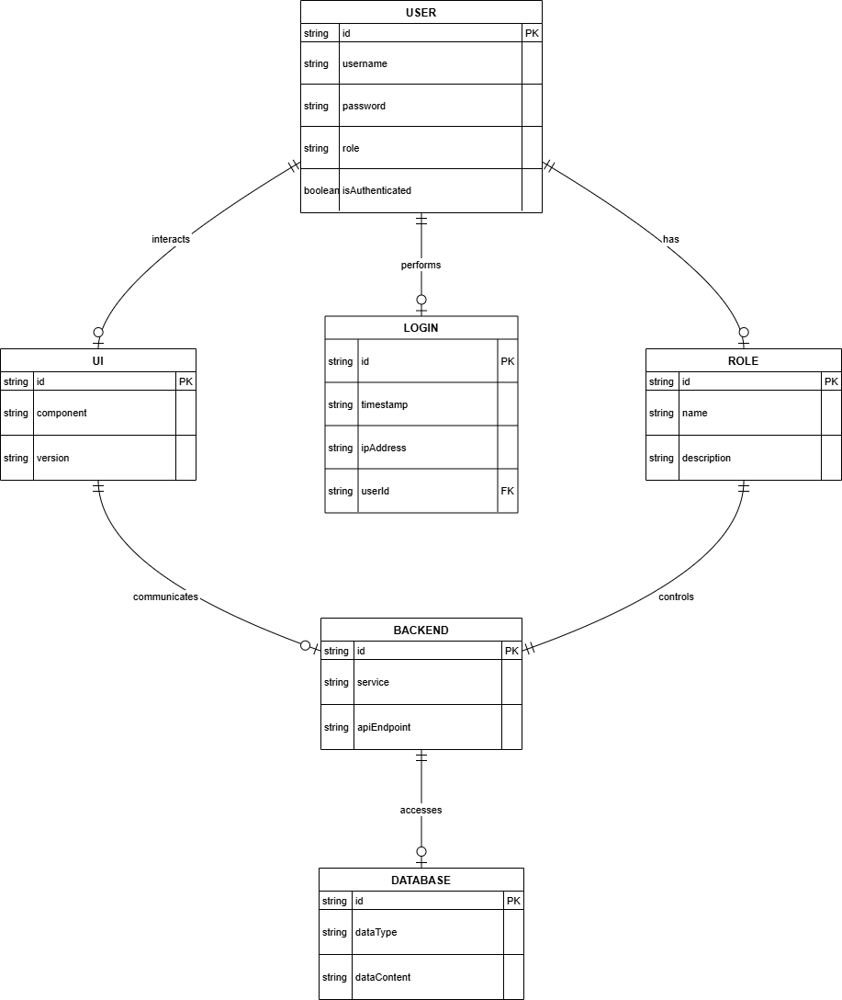 USER
string id PK
string username
string password
string role
boolean isAuthenticated
interacts
has
performs
LOGIN
string id PK
string timestamp
string ipAddress
string userId FK
UI
string id PK
string component
string version
ROLE
string id PK
string name
string description
communicates
controls
BACKEND
string id PK
string service
string apiEndpoint
accesses
DATABASE
string id PK
string dataType
string dataContent